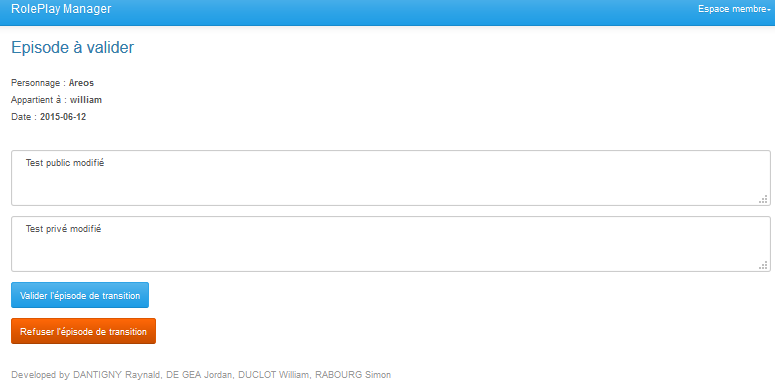 RolePlay Manager
Espace membre
Episode à valider
Personnage : Areos
Appartient à : william
Date : 2015-06-12
Test public modifié
Test privé modifié
Valider l'épisode de transition
Refuser l'épisode de transition
Developed by DANTIGNY Raynald, DE GEA Jordan, DUCLOT William, RABOURG Simon